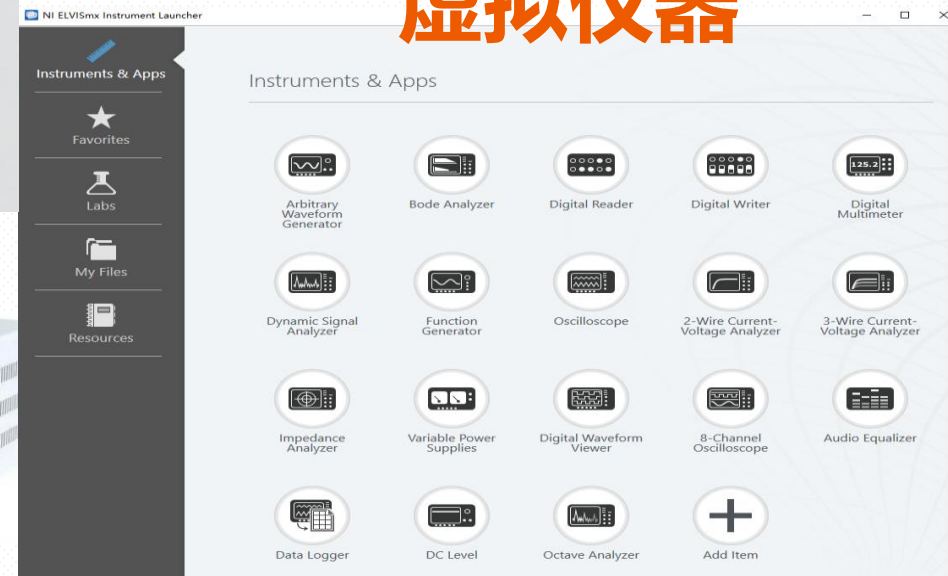 虚拟仪器
NI ELVISmx Instrument Launcher
Instruments & Apps
Favorites
Labs
My Files
Resources
Instruments & Apps
Arbitrary
Waveform
Generator
Bode Analyzer
Digital Reader
Digital Writer
125.2
Digital
Multimeter
Dynamic Signal
Analyzer
Function
Generator
Oscilloscope
2-Wire Current-
Voltage Analyzer
3-Wire Current-
Voltage Analyzer
Impedance
Analyzer
Variable Power
Supplies
Digital Waveform
Viewer
8-Channel
Oscilloscope
Audio Equalizer
Data Logger
DC Level
Octave Analyzer
Add Item